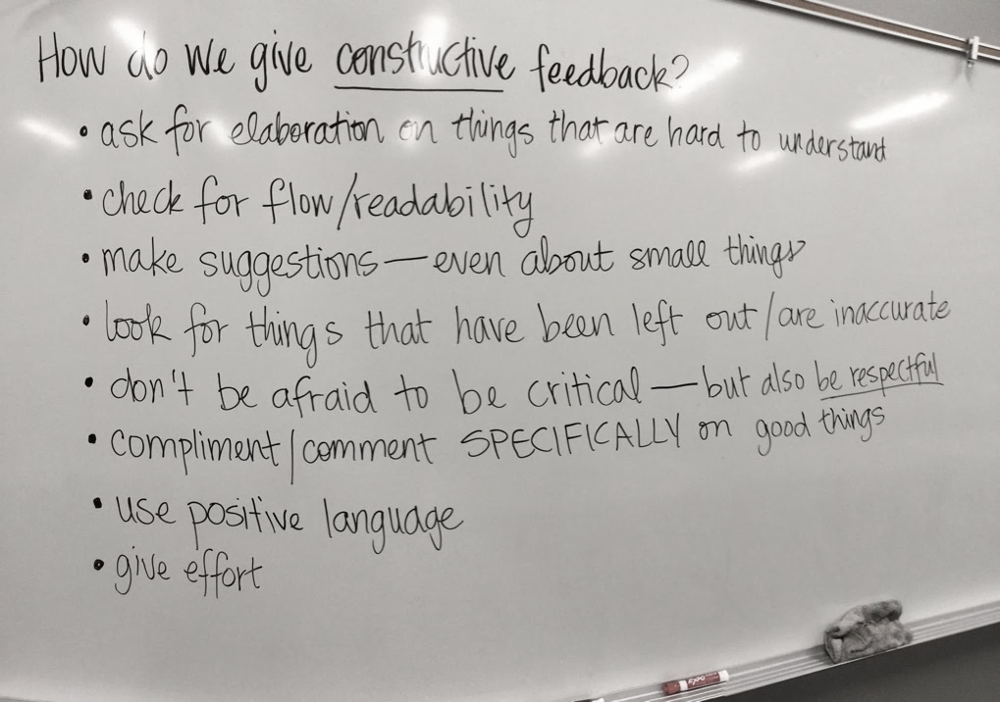 How do we give constructive feedback?
• ask for elaboration on things that are hard to understand
• check for flow/readability
• make suggestions—even about small things
• look for things that have been left out/are inaccurate
• don't be afraid to be critical—but also be respectful
• compliment/comment SPECIFICALLY on good things
• use positive language
• give effort
EXPO